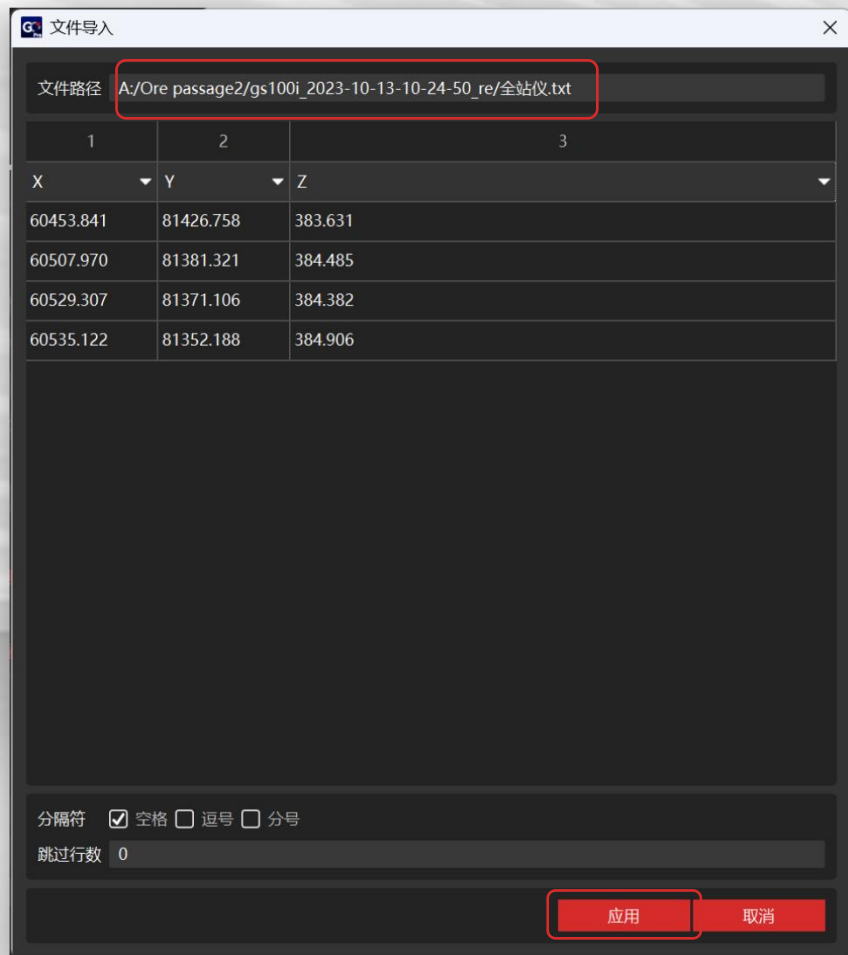 GO Pro 文件导入
文件路径 A:/Ore passage2/gs100i_2023-10-13-10-24-50_re/全站仪.txt
1 2 3
X Y Z
60453.841 81426.758 383.631
60507.970 81381.321 384.485
60529.307 81371.106 384.382
60535.122 81352.188 384.906
分隔符 空格 逗号 分号
跳过行数 0
应用 取消